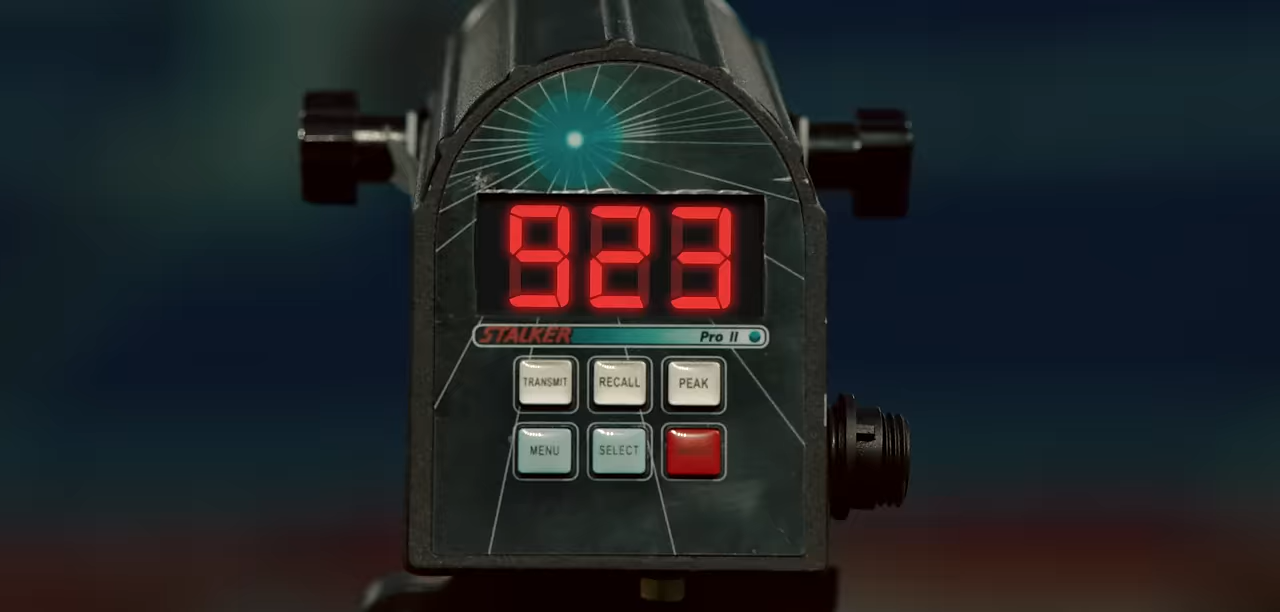 923
STALKER Pro II
TRANSMIT RECALL PEAK
MENU SELECT